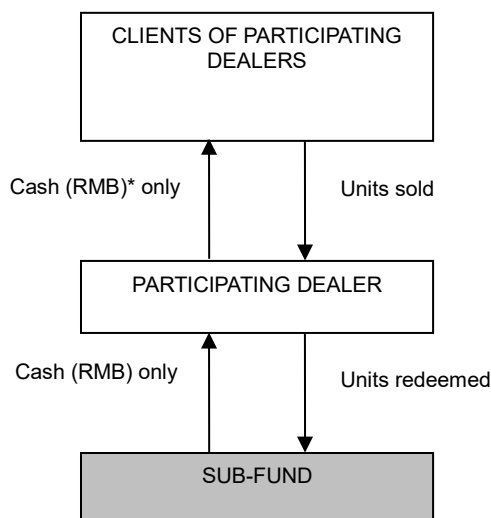 CLIENTS OF PARTICIPATING
DEALERS
Cash (RMB)* only
Units sold
PARTICIPATING DEALER
Cash (RMB) only
Units redeemed
SUB-FUND